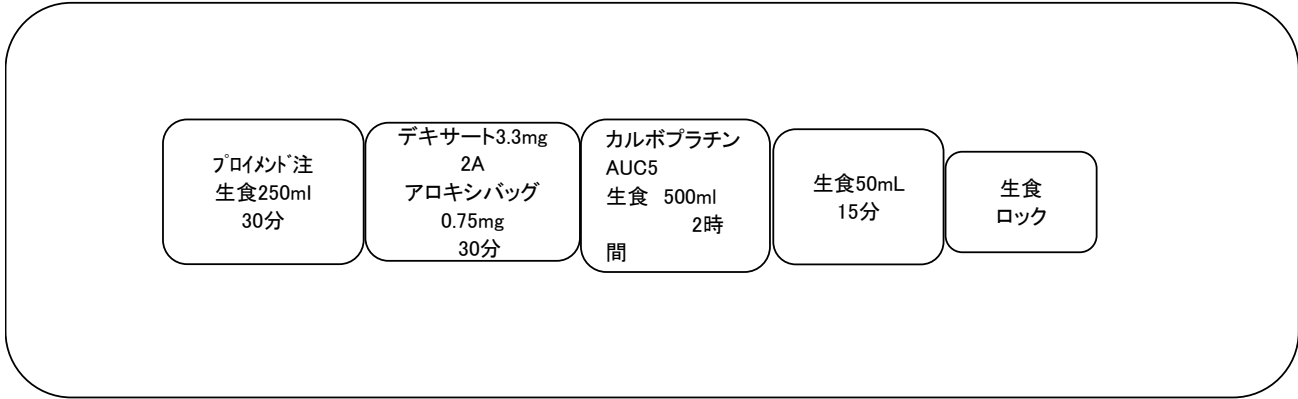 ﾌﾟﾛｲﾒﾝﾄﾞ注
生食250ml
30分
デキサート3.3mg
2A
アロキシバッグ
0.75mg
30分
カルボプラチン
AUC5
生食　500ml
2時
間
生食50mL
15分
生食
ロック